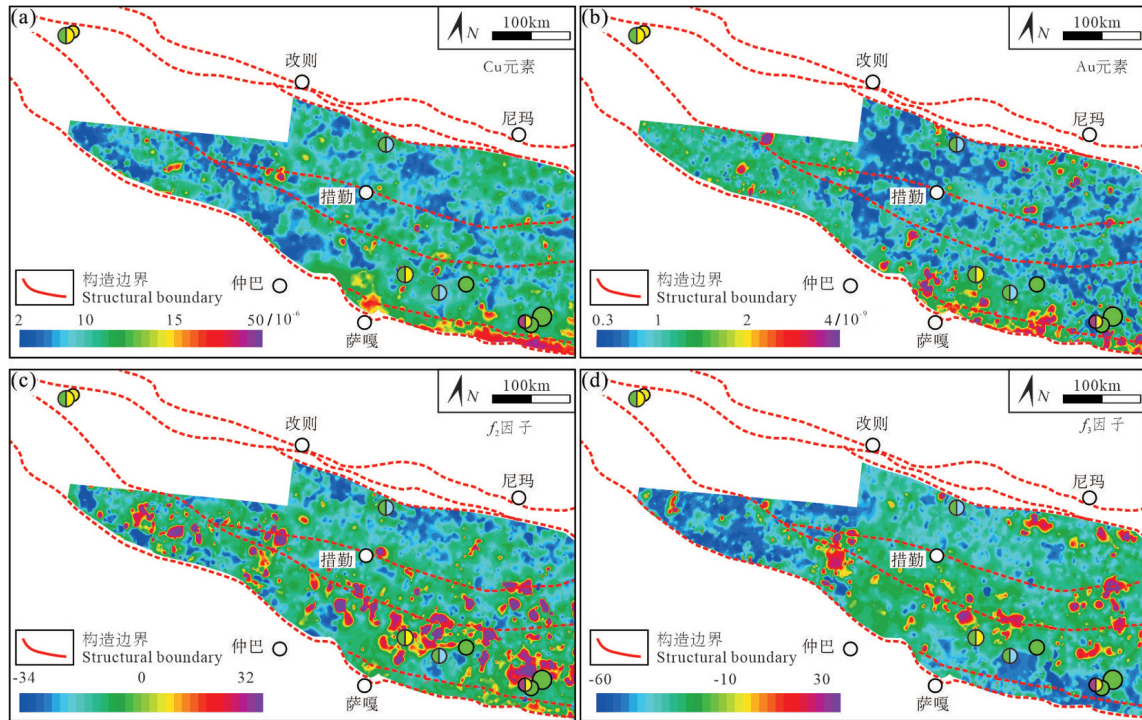 (a)
N
100km
Cu元素
改则
尼玛
措勤
构造边界
Structural boundary
仲巴
萨嘎
2 10 15 50/10⁻⁶
(b)
N
100km
Au元素
改则
尼玛
措勤
构造边界
Structural boundary
仲巴
萨嘎
0.3 1 2 4/10⁻⁹
(c)
N
100km
f₂因子
改则
尼玛
措勤
构造边界
Structural boundary
仲巴
萨嘎
-34 0 32
(d)
N
100km
f₃因子
改则
尼玛
措勤
构造边界
Structural boundary
仲巴
萨嘎
-60 -10 30